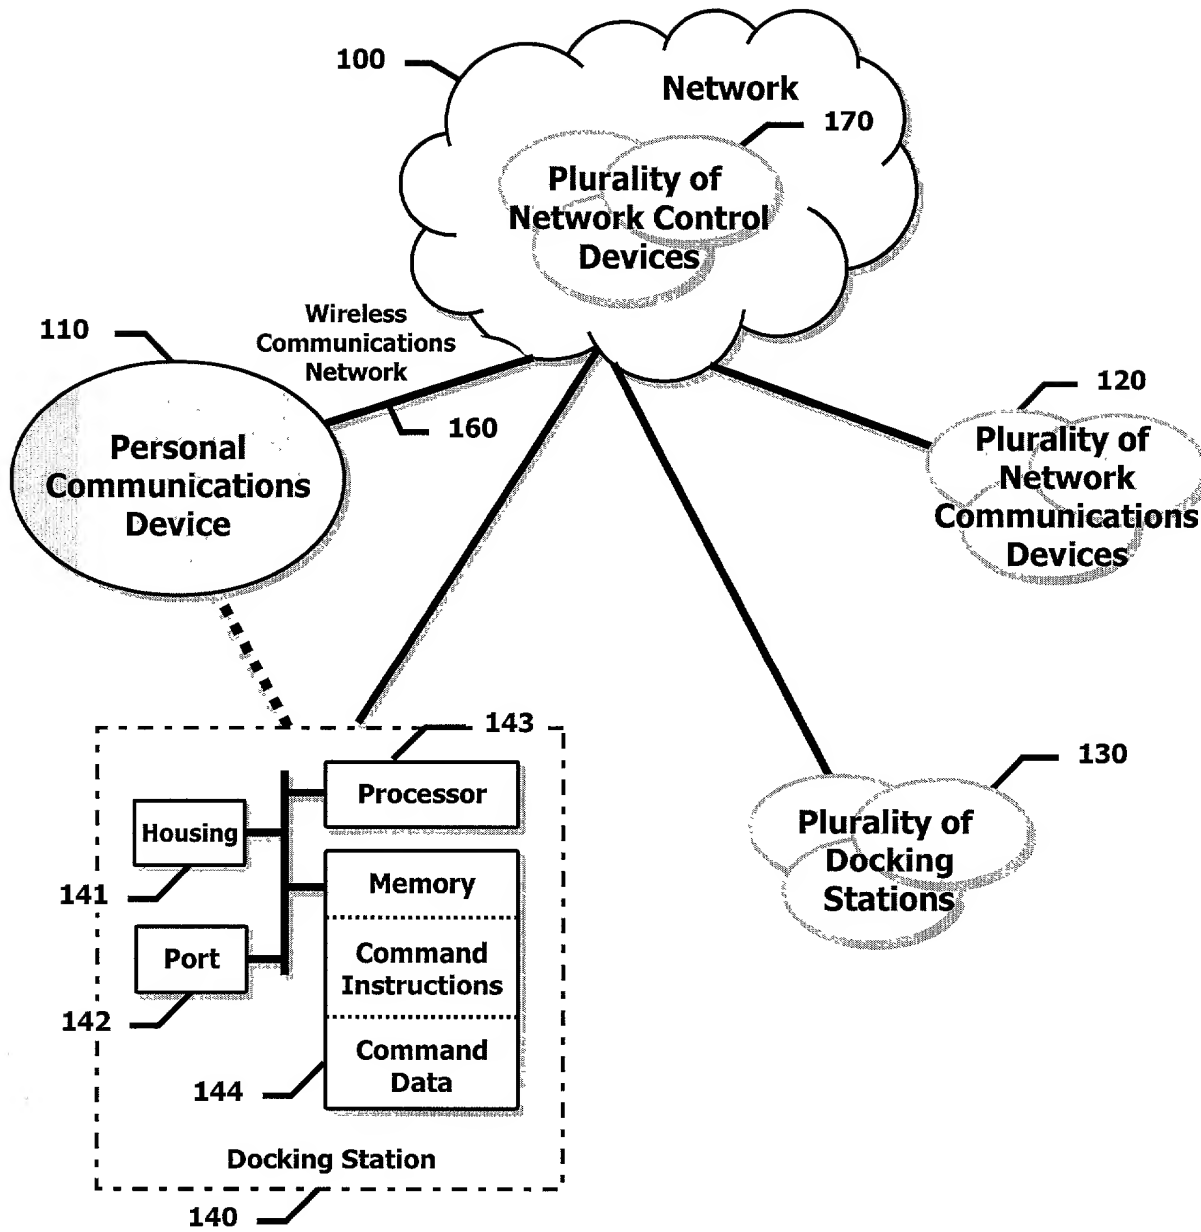 100
Network
170
Plurality of
Network Control
Devices
Wireless
Communications
Network
110
160
120
Personal
Communications
Device
Plurality of
Network
Communications
Devices
143
Processor
130
Housing
141
Memory
Plurality of
Docking
Stations
Port
142
Command
Instructions
Command
Data
144
Docking Station
140